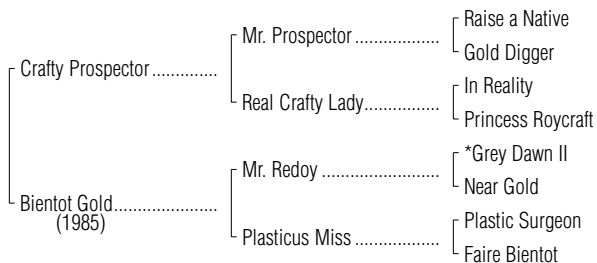 Raise a Native
Mr. Prospector ................
Gold Digger
Crafty Prospector .............
In Reality
Real Crafty Lady................
Princess Roycraft
*Grey Dawn II
Mr. Redoy .......................
Near Gold
Bientot Gold.....................
(1985)
Plastic Surgeon
Plasticus Miss .................
Faire Bientot